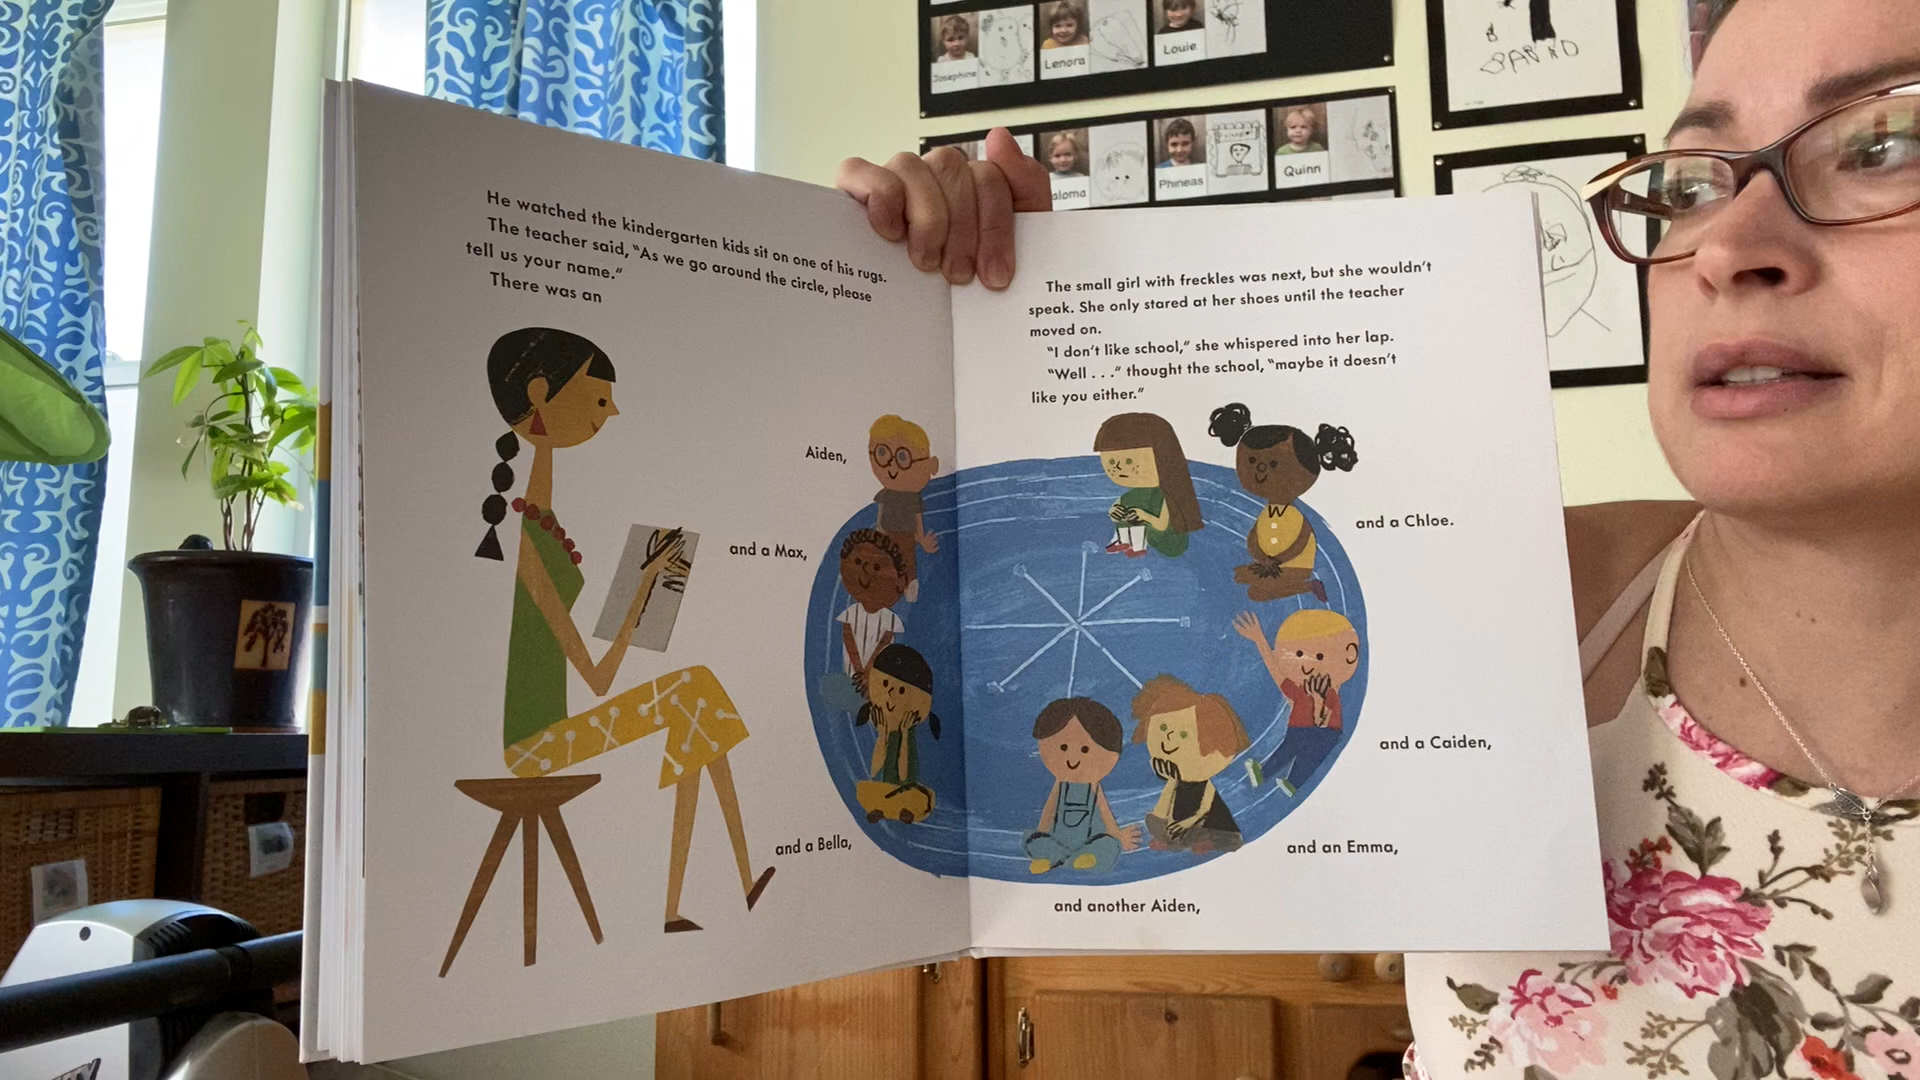 Josephine
Lenora
Louie
Phineas
Quinn
He watched the kindergarten kids sit on one of his rugs.
The teacher said, "As we go around the circle, please
tell us your name."
There was an
Aiden,
and a Max,
and a Bella,
The small girl with freckles was next, but she wouldn't
speak. She only stared at her shoes until the teacher
moved on.
"I don't like school," she whispered into her lap.
"Well . . ." thought the school, "maybe it doesn't
like you either."
and a Chloe.
and a Caiden,
and an Emma,
and another Aiden,